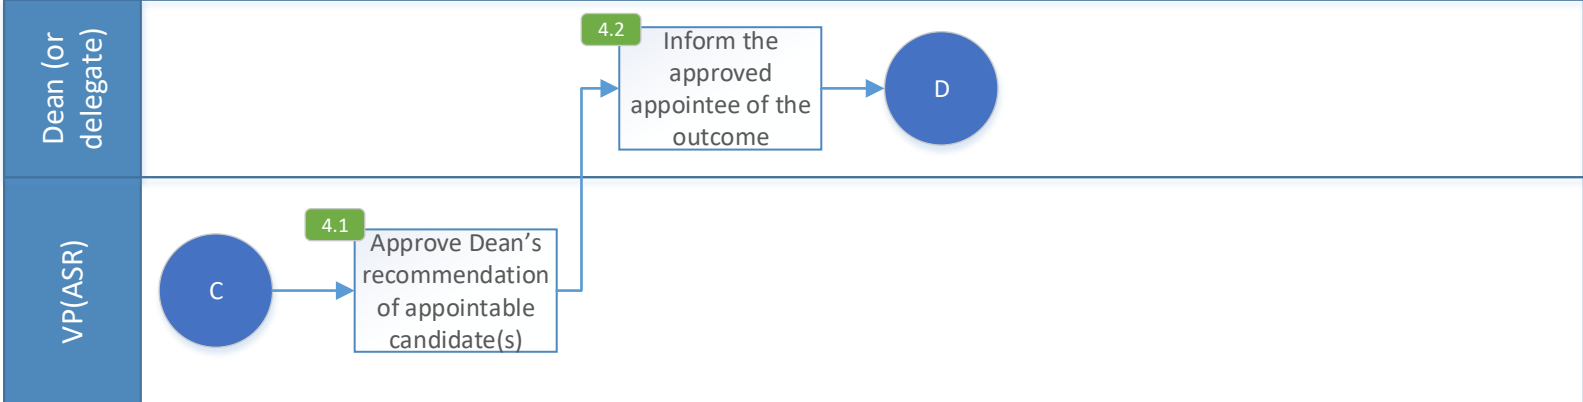 Dean (or
delegate)
4.2
Inform the
approved
appointee of the
outcome
D
VP(ASR)
C
4.1
Approve Dean’s
recommendation
of appointable
candidate(s)